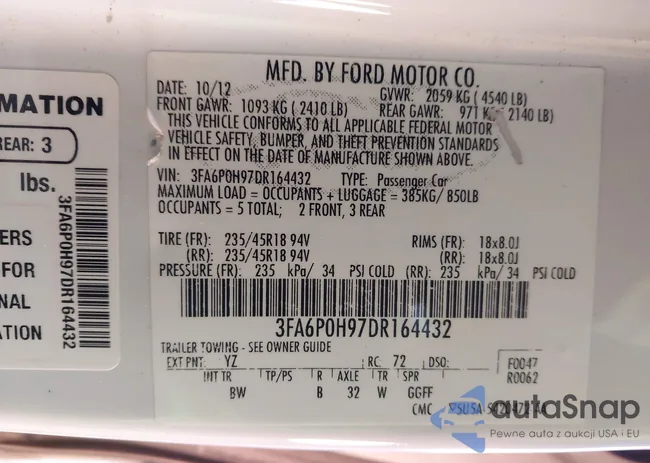 RMATION
REAR: 3
lbs.
3FA6P0H97DR164432
ERS
FOR
NAL
N
MFD. BY FORD MOTOR CO.
DATE: 10/12 GVWR: 2059 KG ( 4540 LB)
FRONT GAWR: 1093 KG ( 2410 LB) REAR GAWR: 971 2140 LB)
THIS VEHICLE CONFORMS TO ALL APPLICABLE FEDERAL MOTOR
VEHICLE SAFETY, BUMPER, AND THEFT PREVENTION STANDARDS
IN EFFECT ON THE DATE OF MANUFACTURE SHOWN ABOVE.
VIN: 3FA6P0H97DR164432 TYPE: Passenger Car
MAXIMUM LOAD = OCCUPANTS + LUGGAGE = 385KG/ 850LB
OCCUPANTS = 5 TOTAL; 2 FRONT, 3 REAR
TIRE (FR): 235/45R18 94V RIMS (FR): 18x8.0J
(RR): 235/45R18 94V (RR): 18x8.0J
PRESSURE (FR): 235 kPa/ 34 PSI COLD (RR): 235 kPa/ 34 PSI COLD
3FA6P0H97DR164432
TRAILER TOWING - SEE OWNER GUIDE
EXT PNT: YZ RC: 72 DSO: F0047
INT TR TP/PS R AXLE TR SPR R0062
BW B 32 W GGFF
CMC
autaSnap
Pewne auta z aukcji USA i EU